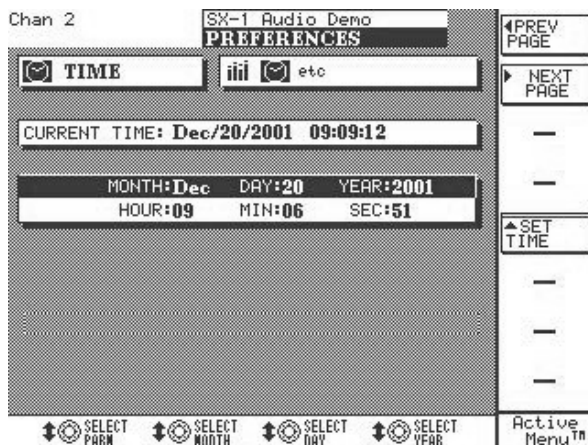 Chan 2
SX-1 Audio Demo
PREFERENCES
TIME
etc
CURRENT TIME: Dec/20/2001 09:09:12
MONTH:Dec DAY:20 YEAR:2001
HOUR:09 MIN:06 SEC:51
PREV
PAGE
NEXT
PAGE
SET
TIME
SELECT
PARM
SELECT
MONTH
SELECT
DAY
SELECT
YEAR
Active
Menu™